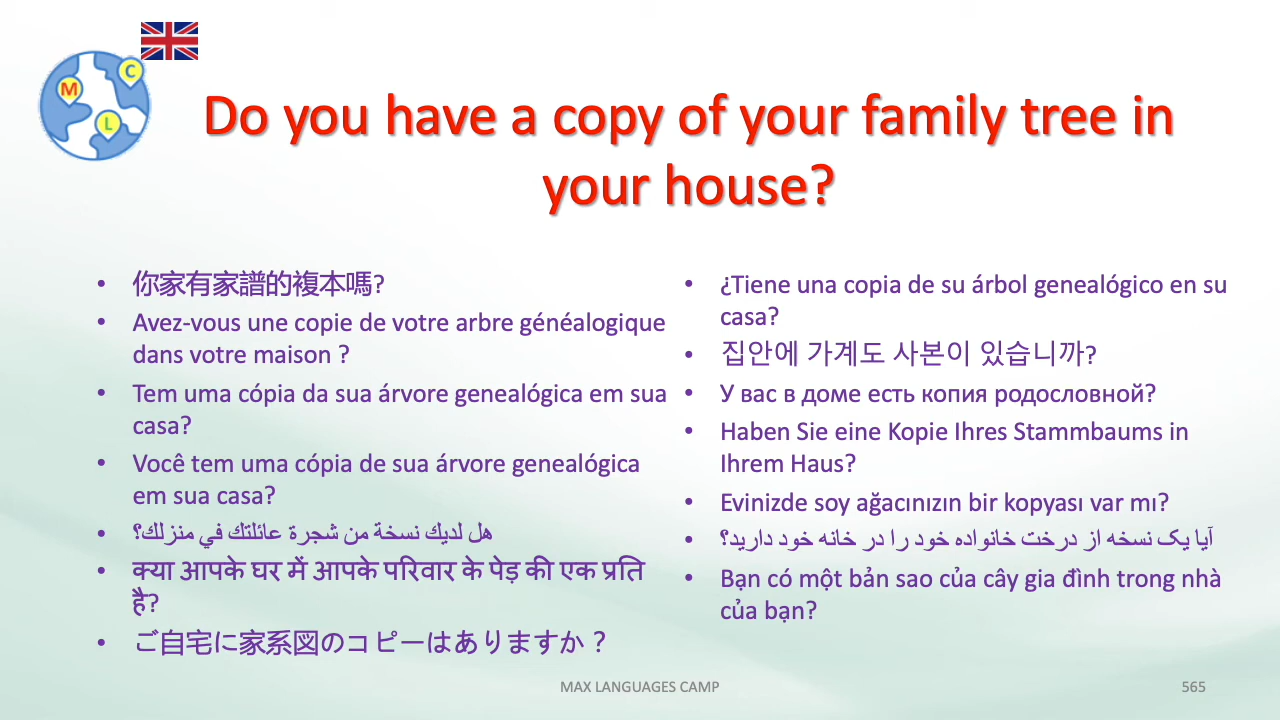 M
C
L
Do you have a copy of your family tree in
your house?
• 你家有家譜的複本嗎?
• Avez-vous une copie de votre arbre généalogique
dans votre maison ?
• Tem uma cópia da sua árvore genealógica em sua
casa?
• Você tem uma cópia de sua árvore genealógica
em sua casa?
• هل لديك نسخة من شجرة عائلتك في منزلك؟
• क्या आपके घर में आपके परिवार के पेड़ की एक प्रति
है?
• ご自宅に家系図のコピーはありますか？
• ¿Tiene una copia de su árbol genealógico en su
casa?
• 집안에 가계도 사본이 있습니까?
• У вас в доме есть копия родословной?
• Haben Sie eine Kopie Ihres Stammbaums in
Ihrem Haus?
• Evinizde soy ağacınızın bir kopyası var mı?
• آیا یک نسخه از درخت خانواده خود را در خانه خود دارید؟
• Bạn có một bản sao của cây gia đình trong nhà
của bạn?
MAX LANGUAGES CAMP
565